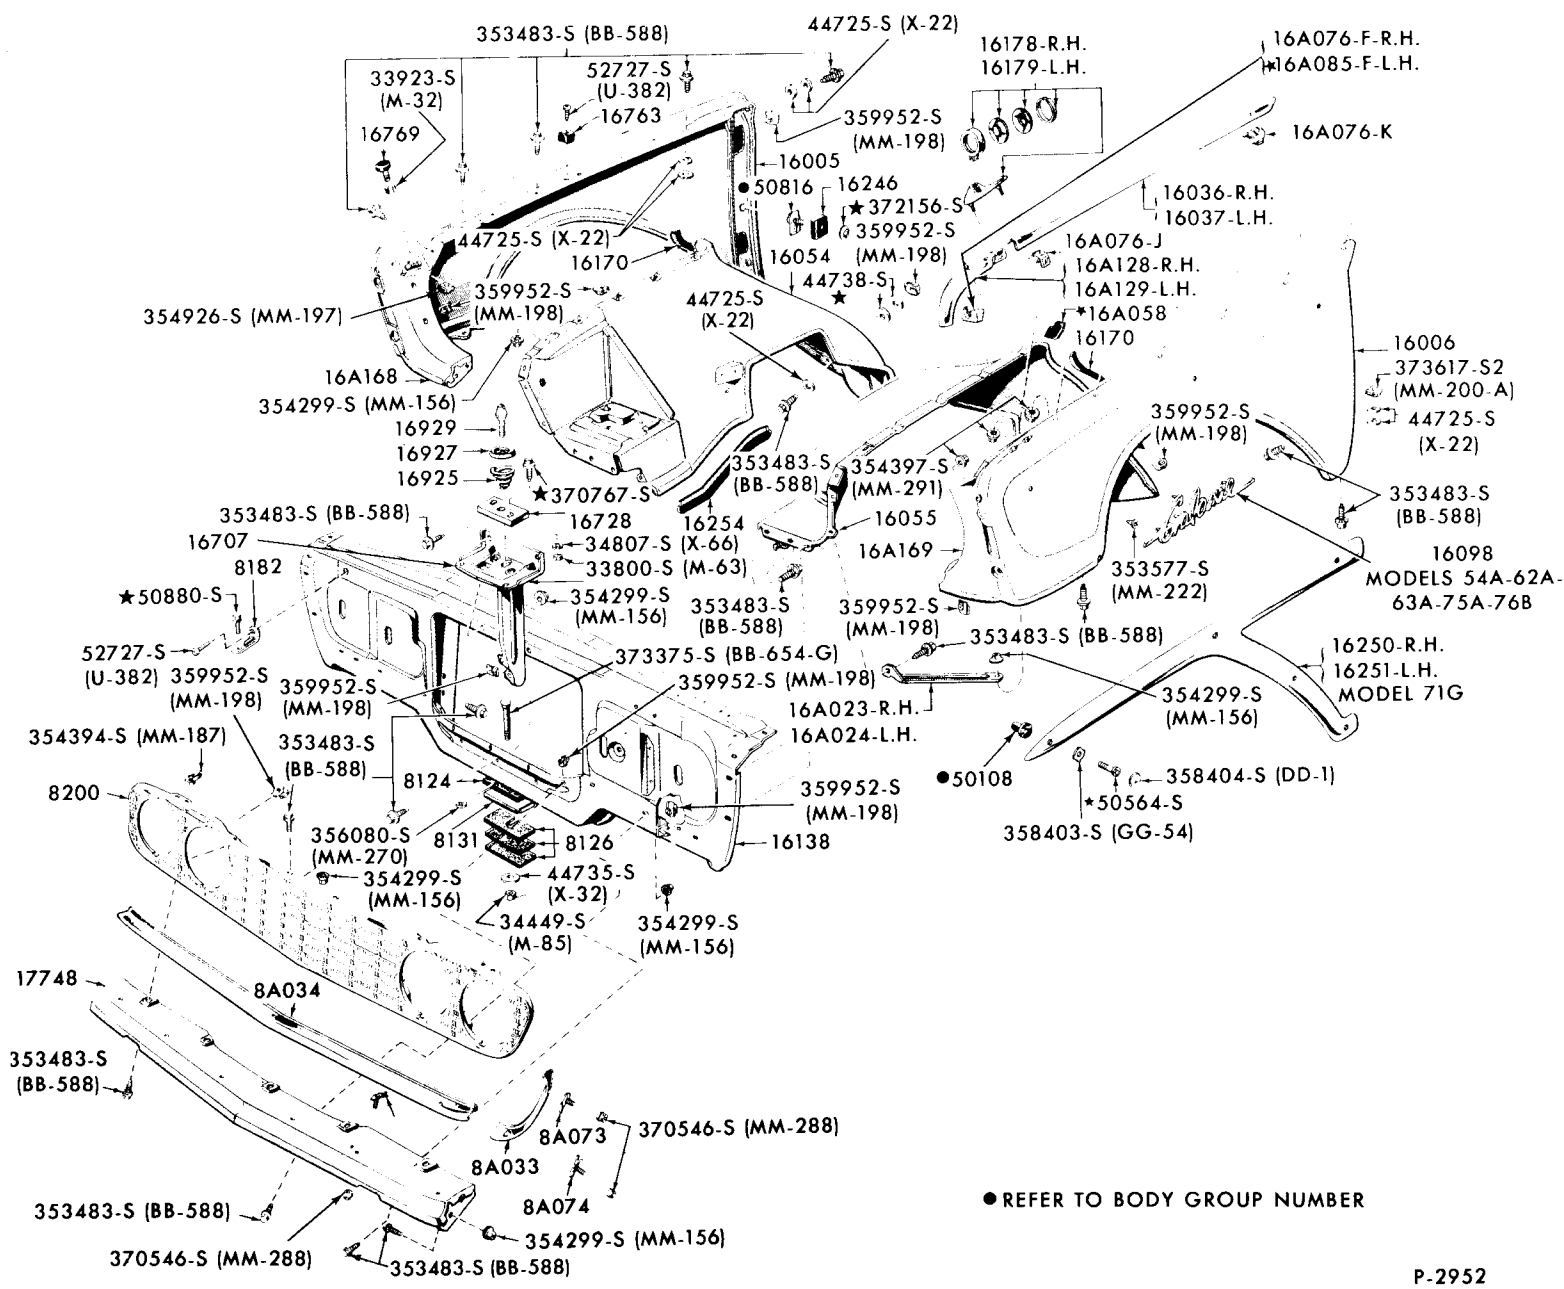 353483-S (BB-588)
44725-S (X-22)
16178-R.H.
16179-L.H.
16A076-F-R.H.
★16A085-F-L.H.
33923-S
(M-32)
52727-S
(U-382)
16763
16769
359952-S
(MM-198)
16A076-K
16005
●50816
16246
★372156-S
359952-S
(MM-198)
16036-R.H.
16037-L.H.
44725-S (X-22)
16170
16054
44738-S
★
16A076-J
16A128-R.H.
16A129-L.H.
★16A058
16170
354926-S (MM-197)
359952-S
(MM-198)
44725-S
(X-22)
16006
373617-S2
(MM-200-A)
44725-S
(X-22)
16A168
354299-S (MM-156)
16929
16927
16925
★370767-S
16728
353483-S
(BB-588)
354397-S
(MM-291)
359952-S
(MM-198)
353483-S
(BB-588)
353483-S (BB-588)
16707
8182
★50880-S
34807-S
33800-S
16254
(X-66)
(M-63)
16055
16A169
Falcon
353577-S
(MM-222)
16098
MODELS 54A-62A-
63A-75A-76B
354299-S
(MM-156)
353483-S
(BB-588)
359952-S
(MM-198)
353483-S (BB-588)
52727-S
(U-382)
359952-S
(MM-198)
359952-S
(MM-198)
373375-S (BB-654-G)
359952-S (MM-198)
16A023-R.H.
16A024-L.H.
354299-S
(MM-156)
16250-R.H.
16251-L.H.
MODEL 71G
354394-S (MM-187)
353483-S
(BB-588)
8200
8124
●50108
358404-S (DD-1)
★50564-S
358403-S (GG-54)
359952-S
(MM-198)
16138
356080-S
(MM-270)
8131
8126
354299-S
(MM-156)
44735-S
(X-32)
34449-S
(M-85)
354299-S
(MM-156)
17748
8A034
353483-S
(BB-588)
8A073
370546-S (MM-288)
8A033
8A074
353483-S (BB-588)
370546-S (MM-288)
354299-S (MM-156)
353483-S (BB-588)
●REFER TO BODY GROUP NUMBER
P-2952